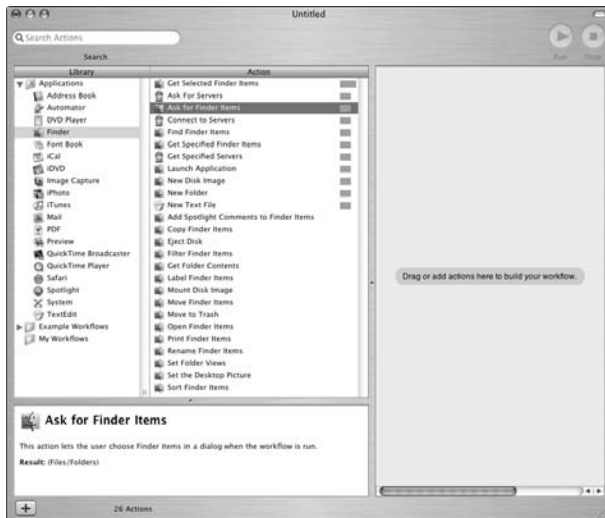 Untitled
Search Actions
Search
Run
Stop
Library
Action
Applications
Address Book
Automator
DVD Player
Finder
Font Book
iCal
iDVD
Image Capture
iPhoto
iTunes
Mail
PDF
Preview
QuickTime Broadcaster
QuickTime Player
Safari
Spotlight
System
TextEdit
Example Workflows
My Workflows
Get Selected Finder Items
Ask For Servers
Ask for Finder Items
Connect to Servers
Find Finder Items
Get Specified Finder Items
Get Specified Servers
Launch Application
New Disk Image
New Folder
New Text File
Add Spotlight Comments to Finder Items
Copy Finder Items
Eject Disk
Filter Finder Items
Get Folder Contents
Label Finder Items
Mount Disk Image
Move Finder Items
Move to Trash
Open Finder Items
Print Finder Items
Rename Finder Items
Set Folder Views
Set the Desktop Picture
Sort Finder Items
Drag or add actions here to build your workflow.
Ask for Finder Items
This action lets the user choose Finder items in a dialog when the workflow is run.
Result: (Files/Folders)
26 Actions